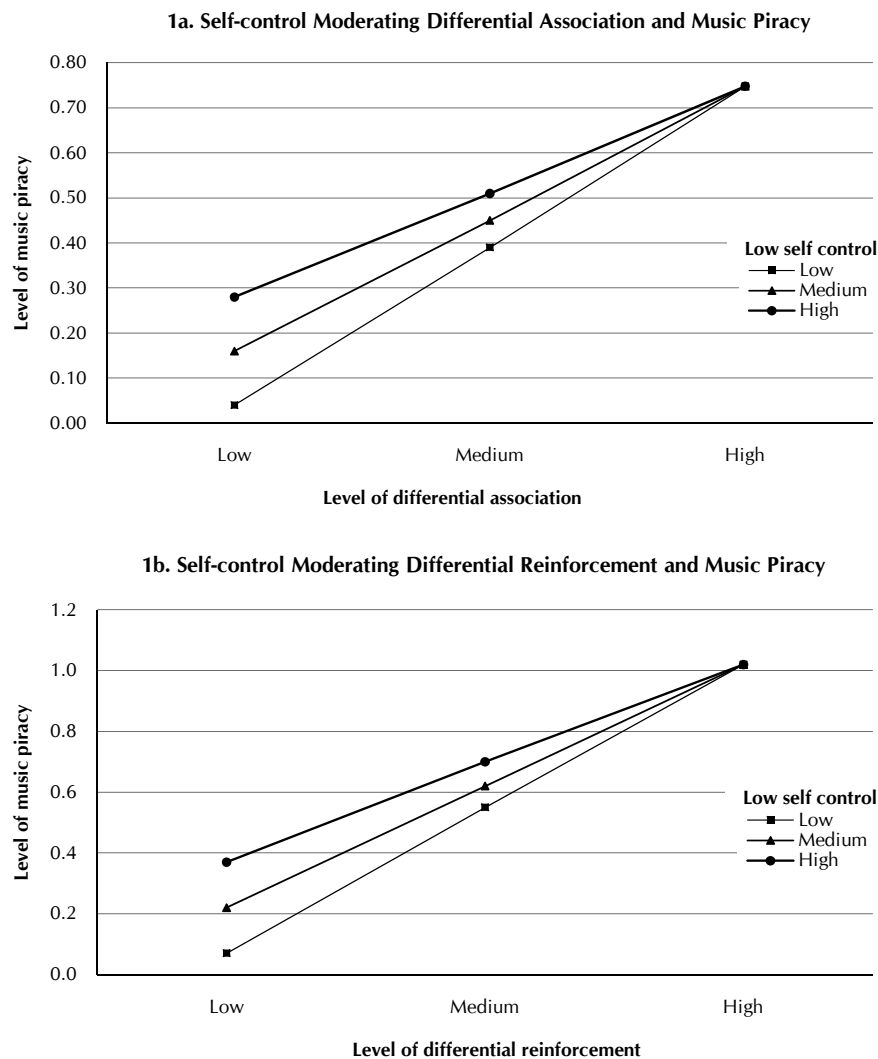 1a. Self-control Moderating Differential Association and Music Piracy
0.80
0.70
0.60
0.50
0.40
0.30
0.20
0.10
0.00
Level of music piracy
Low self control
Low
Medium
High
Low Medium High
Level of differential association
1b. Self-control Moderating Differential Reinforcement and Music Piracy
1.2
1.0
0.8
0.6
0.4
0.2
0.0
Level of music piracy
Low self control
Low
Medium
High
Low Medium High
Level of differential reinforcement